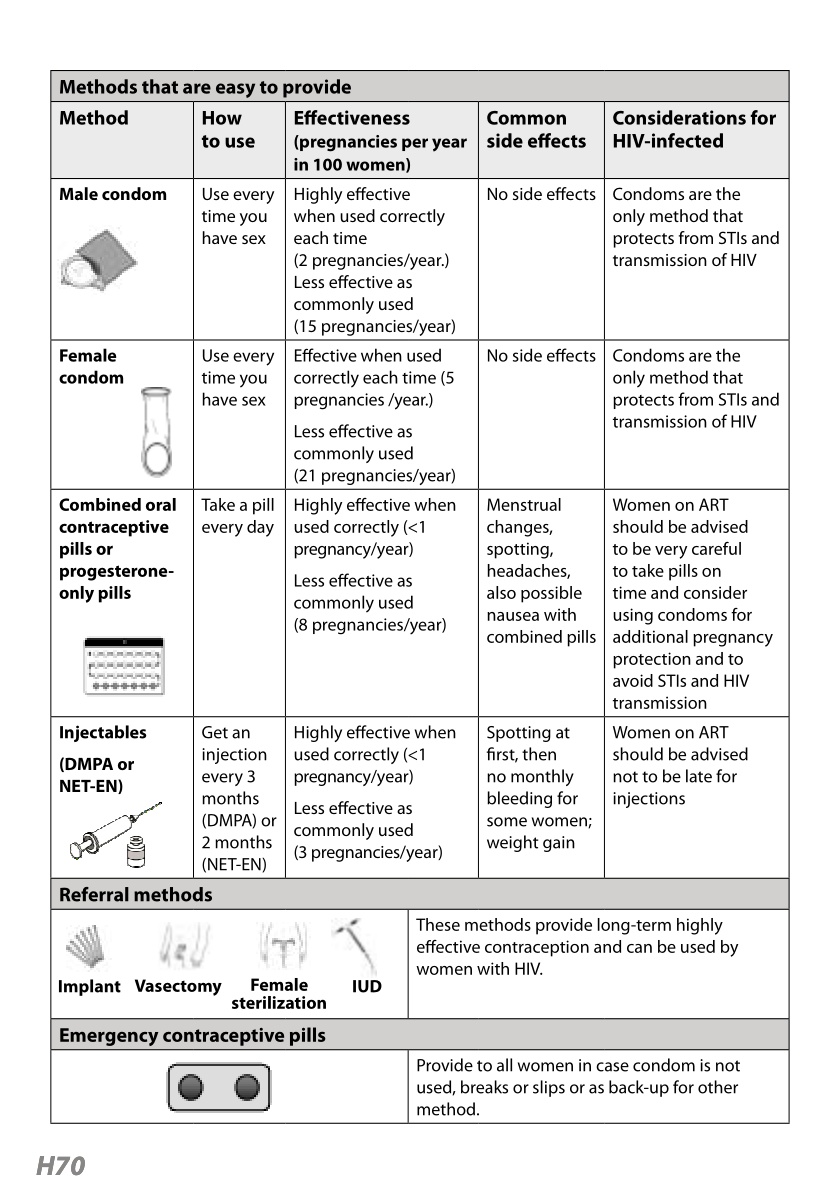 Methods that are easy to provide
Method
How
to use
Effectiveness
(pregnancies per year
in 100 women)
Common
side effects
Considerations for
HIV-infected
Male condom
Use every
time you
have sex
Highly effective
when used correctly
each time
(2 pregnancies/year.)
Less effective as
commonly used
(15 pregnancies/year)
No side effects
Condoms are the
only method that
protects from STIs and
transmission of HIV
Female
condom
Use every
time you
have sex
Effective when used
correctly each time (5
pregnancies /year.)
Less effective as
commonly used
(21 pregnancies/year)
No side effects
Condoms are the
only method that
protects from STIs and
transmission of HIV
Combined oral
contraceptive
pills or
progesterone-
only pills
Take a pill
every day
Highly effective when
used correctly (<1
pregnancy/year)
Less effective as
commonly used
(8 pregnancies/year)
Menstrual
changes,
spotting,
headaches,
also possible
nausea with
combined pills
Women on ART
should be advised
to be very careful
to take pills on
time and consider
using condoms for
additional pregnancy
protection and to
avoid STIs and HIV
transmission
Injectables
(DMPA or
NET-EN)
Get an
injection
every 3
months
(DMPA) or
2 months
(NET-EN)
Highly effective when
used correctly (<1
pregnancy/year)
Less effective as
commonly used
(3 pregnancies/year)
Spotting at
first, then
no monthly
bleeding for
some women;
weight gain
Women on ART
should be advised
not to be late for
injections
Referral methods
Implant
Vasectomy
Female
sterilization
IUD
These methods provide long-term highly
effective contraception and can be used by
women with HIV.
Emergency contraceptive pills
Provide to all women in case condom is not
used, breaks or slips or as back-up for other
method.
H70